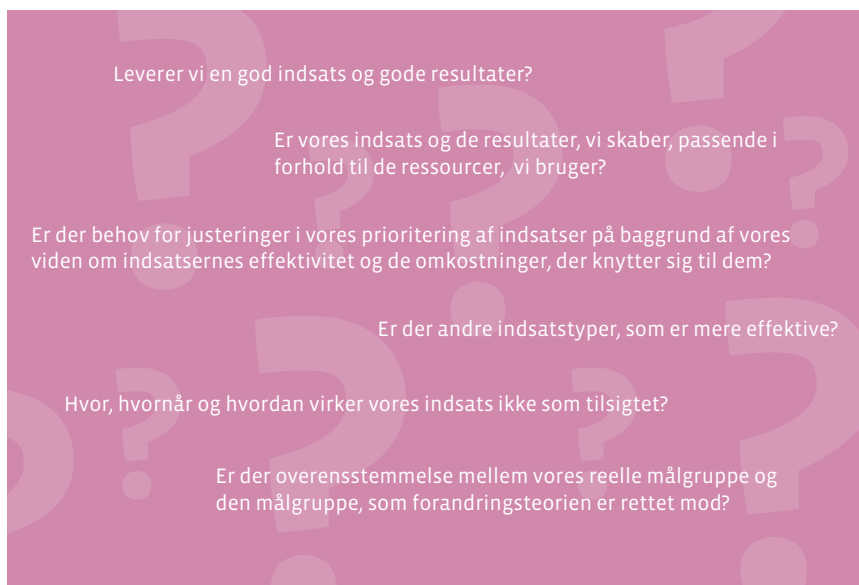 Leverer vi en god indsats og gode resultater?
Er vores indsats og de resultater, vi skaber, passende i
forhold til de ressourcer, vi bruger?
Er der behov for justeringer i vores prioritering af indsatser på baggrund af vores
viden om indsatsernes effektivitet og de omkostninger, der knytter sig til dem?
Er der andre indsatstyper, som er mere effektive?
Hvor, hvornår og hvordan virker vores indsats ikke som tilsigtet?
Er der overensstemmelse mellem vores reelle målgruppe og
den målgruppe, som forandringsteorien er rettet mod?